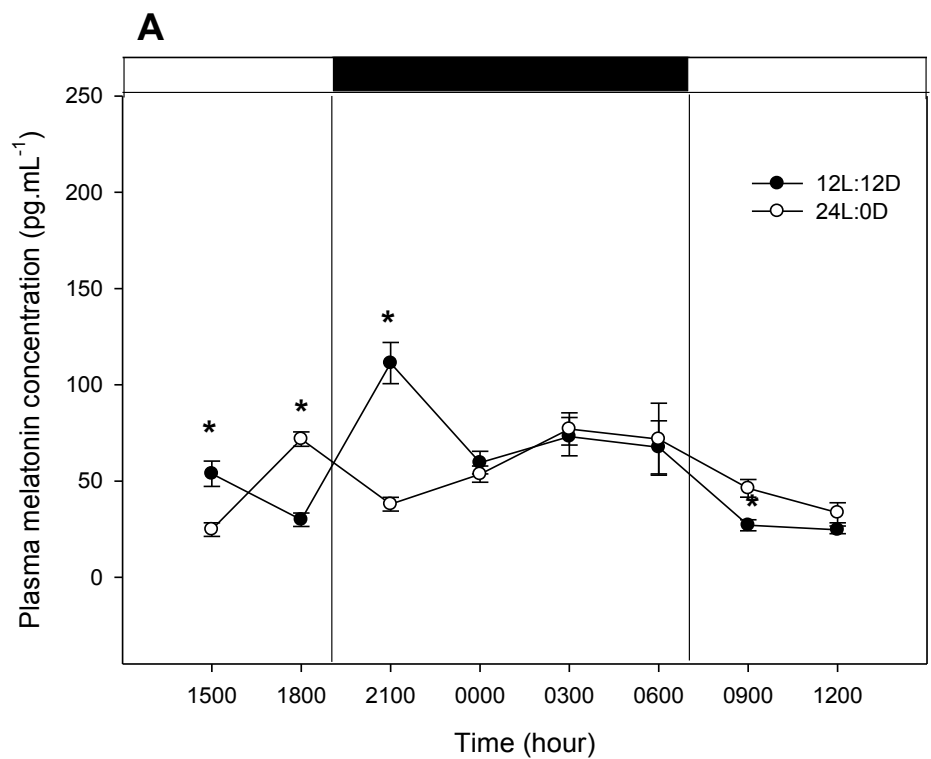 A
250
200
150
100
50
0
Plasma melatonin concentration (pg.mL⁻¹)
12L:12D
24L:0D
*
*
*
*
1500 1800 2100 0000 0300 0600 0900 1200
Time (hour)